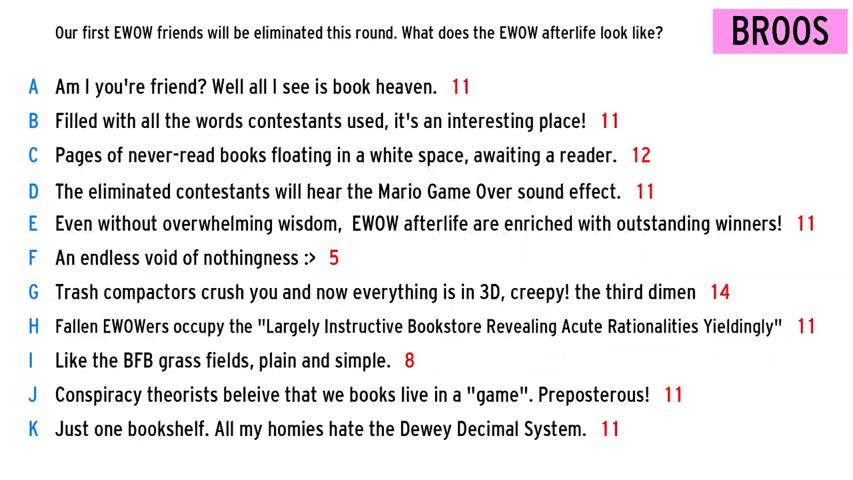 Our first EWOW friends will be eliminated this round. What does the EWOW afterlife look like?
BROOS
A Am I you're friend? Well all I see is book heaven. 11
B Filled with all the words contestants used, it's an interesting place! 11
C Pages of never-read books floating in a white space, awaiting a reader. 12
D The eliminated contestants will hear the Mario Game Over sound effect. 11
E Even without overwhelming wisdom, EWOW afterlife are enriched with outstanding winners! 11
F An endless void of nothingness :> 5
G Trash compactors crush you and now everything is in 3D, creepy! the third dimen 14
H Fallen EWOWers occupy the "Largely Instructive Bookstore Revealing Acute Rationalities Yieldingly" 11
I Like the BFB grass fields, plain and simple. 8
J Conspiracy theorists beleive that we books live in a "game". Preposterous! 11
K Just one bookshelf. All my homies hate the Dewey Decimal System. 11